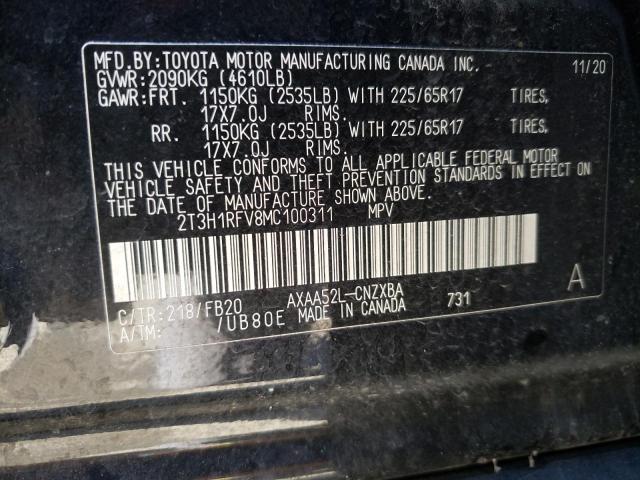 MFD.BY:TOYOTA MOTOR MANUFACTURING CANADA INC. 11/20
GVWR:2090KG (4610LB)
GAWR:FRT. 1150KG (2535LB) WITH 225/65R17 TIRES,
17X7.0J RIMS.
RR. 1150KG (2535LB) WITH 225/65R17 TIRES,
17X7.0J RIMS.
THIS VEHICLE CONFORMS TO ALL APPLICABLE FEDERAL MOTOR
VEHICLE SAFETY AND THEFT PREVENTION STANDARDS IN EFFECT ON
THE DATE OF MANUFACTURE SHOWN ABOVE.
2T3H1RFV8MC100311 MPV
A
C/TR:218/FB20 AXAA52L-CNZXBA 731
A/TM: /UB80E MADE IN CANADA